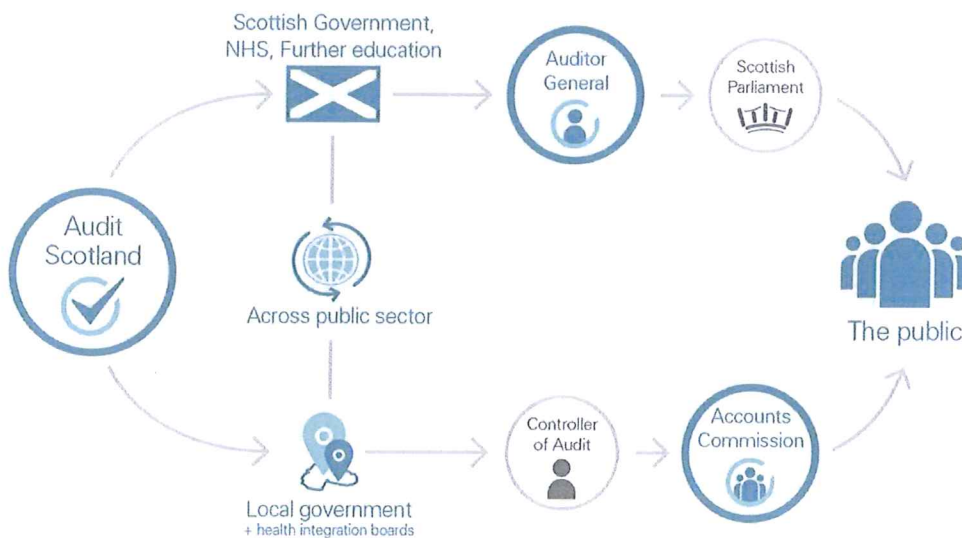 Scottish Government,
NHS, Further education
Auditor
General
Scottish
Parliament
Audit
Scotland
Across public sector
The public
Local government
+ health integration boards
Controller
of Audit
Accounts
Commission